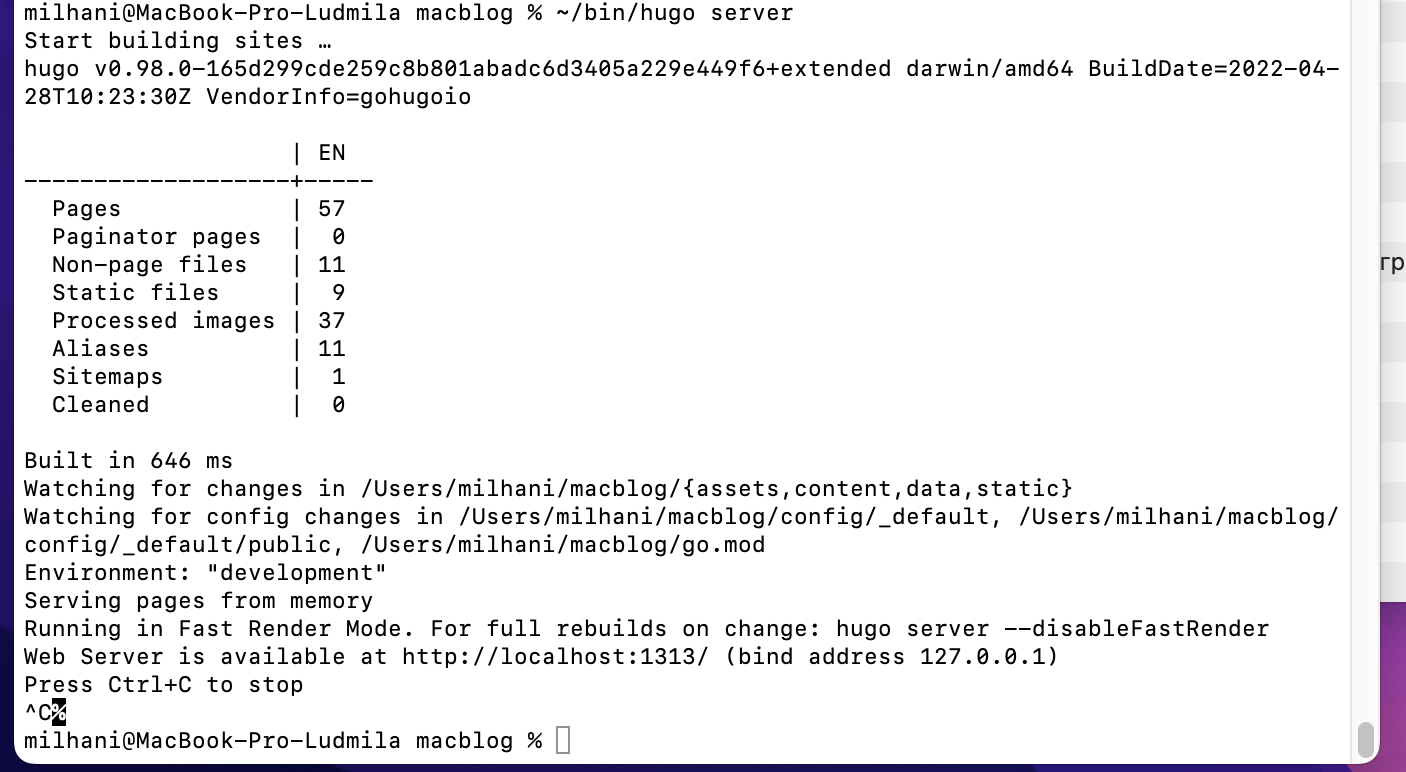 milhani@MacBook-Pro-Ludmila macblog % ~/bin/hugo server
Start building sites …
hugo v0.98.0-165d299cde259c8b801abadc6d3405a229e449f6+extended darwin/amd64 BuildDate=2022-04-
28T10:23:30Z VendorInfo=gohugoio
| EN
-------------------+-----
Pages | 57
Paginator pages | 0
Non-page files | 11
Static files | 9
Processed images | 37
Aliases | 11
Sitemaps | 1
Cleaned | 0
Built in 646 ms
Watching for changes in /Users/milhani/macblog/{assets,content,data,static}
Watching for config changes in /Users/milhani/macblog/config/_default, /Users/milhani/macblog/
config/_default/public, /Users/milhani/macblog/go.mod
Environment: "development"
Serving pages from memory
Running in Fast Render Mode. For full rebuilds on change: hugo server --disableFastRender
Web Server is available at http://localhost:1313/ (bind address 127.0.0.1)
Press Ctrl+C to stop
^C%
milhani@MacBook-Pro-Ludmila macblog %